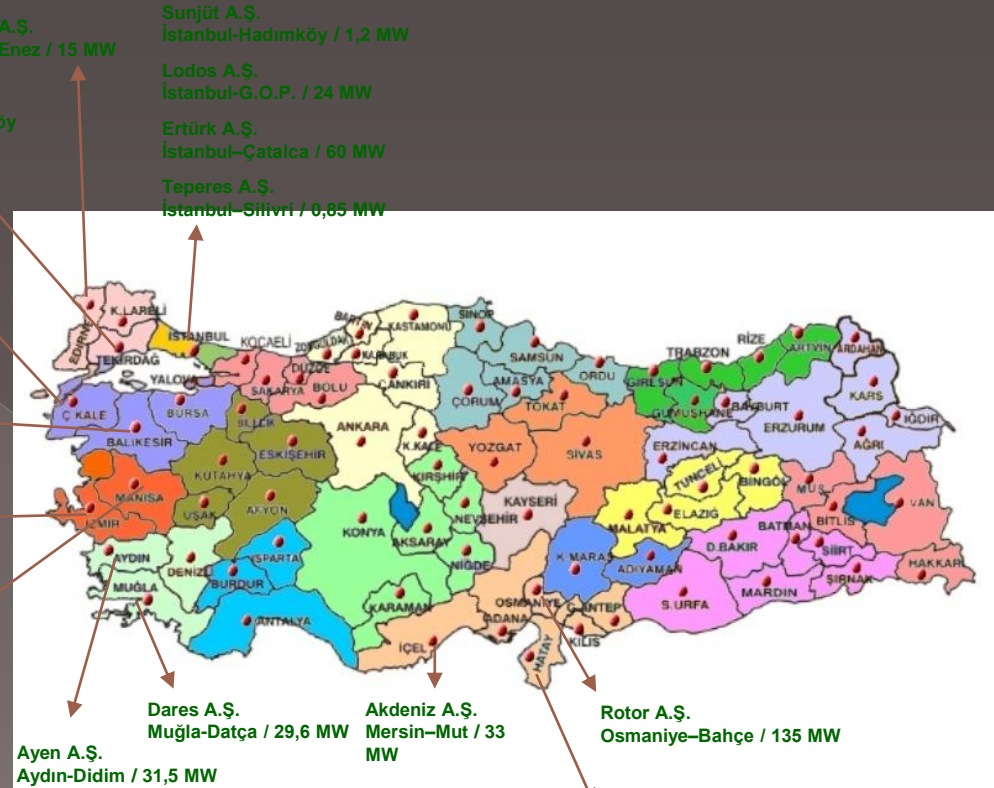 A.Ş.
Enez / 15 MW
Sunjüt A.Ş.
İstanbul-Hadımköy / 1,2 MW
Lodos A.Ş.
İstanbul-G.O.P. / 24 MW
Ertürk A.Ş.
İstanbul–Çatalca / 60 MW
Teperes A.Ş.
İstanbul–Silivri / 0,85 MW
öy
K.LARELİ
EDİRNE
TEKİRDAĞ
İSTANBUL
KOCAELİ
YALOVA
SAKARYA
DÜZCE
BOLU
ZONGULDAK
BARTIN
KARABUK
KASTAMONU
ÇANKIRI
SİNOP
SAMSUN
AMASYA
ÇORUM
TOKAT
ORDU
GİRESUN
TRABZON
GUMUŞHANE
RİZE
ARTVİN
ARDAHAN
KARS
IĞDIR
BAYBURT
ERZURUM
AĞRI
ERZİNCAN
Ç.KALE
BALIKESİR
BURSA
BİLECİK
ESKİŞEHİR
KUTAHYA
ANKARA
K.KALE
KIRŞHİR
YOZGAT
SİVAS
KAYSERİ
NEVŞEHİR
TUNCELİ
BİNGÖL
ELAZIĞ
MALATYA
MUŞ
BİTLİS
VAN
MANİSA
İZMİR
UŞAK
AFYON
KONYA
AKSARAY
NİĞDE
K.MARAŞ
ADIYAMAN
D.BAKIR
BATMAN
SİİRT
ŞIRNAK
HAKKARİ
MARDİN
S.URFA
AYDIN
DENİZLİ
MUĞLA
BURDUR
ISPARTA
ANTALYA
KARAMAN
İÇEL
ADANA
OSMANİYE
G.ANTEP
KİLİS
HATAY
Dares A.Ş.
Muğla-Datça / 29,6 MW
Akdeniz A.Ş.
Mersin–Mut / 33
MW
Rotor A.Ş.
Osmaniye–Bahçe / 135 MW
Ayen A.Ş.
Aydın-Didim / 31,5 MW